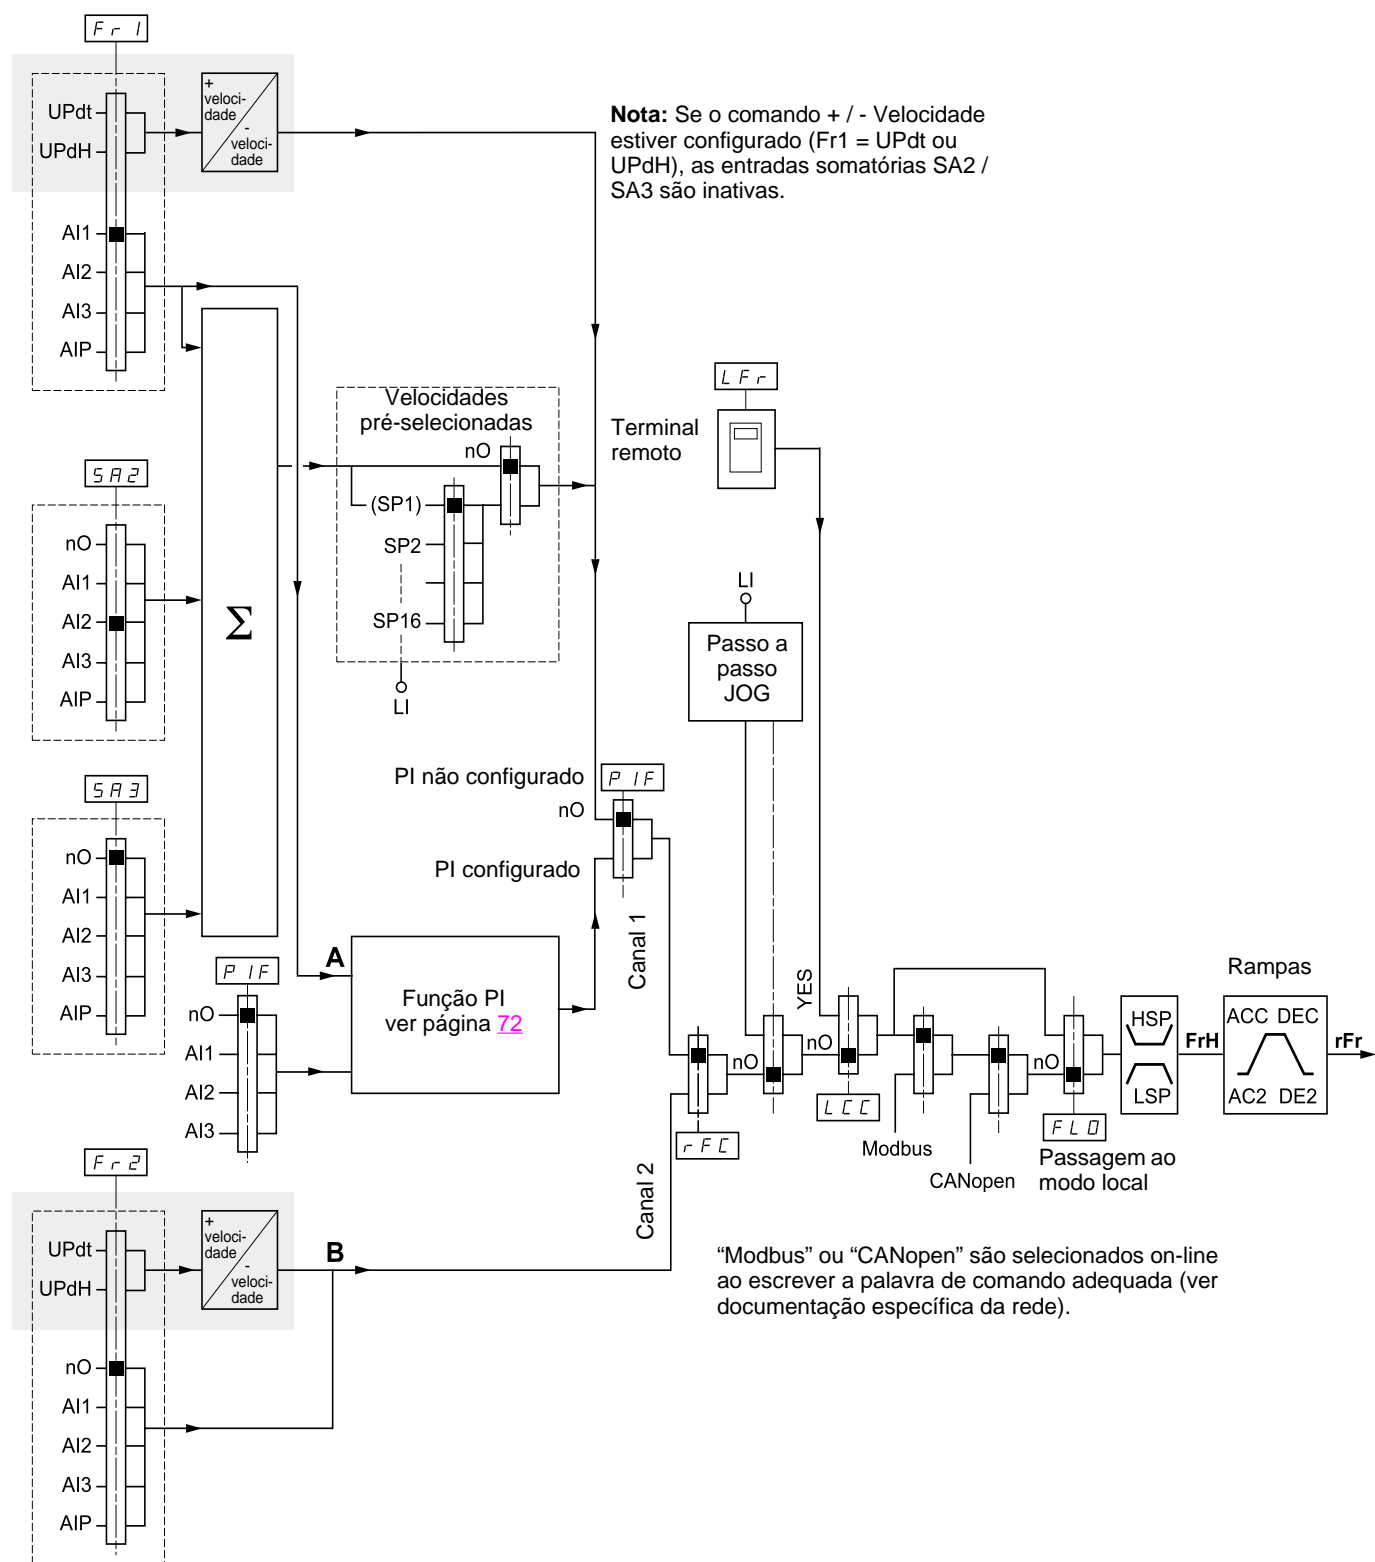 Fr1
+
veloci-
dade
-
veloci-
dade
UPdt
UPdH
AI1
AI2
AI3
AIP
Nota: Se o comando + / - Velocidade
estiver configurado (Fr1 = UPdt ou
UPdH), as entradas somatórias SA2 /
SA3 são inativas.
SA2
nO
AI1
AI2
AI3
AIP
Σ
Velocidades
pré-selecionadas
nO
(SP1)
SP2
SP16
LI
LFr
Terminal
remoto
LI
Passo a
passo
JOG
SA3
nO
AI1
AI2
AI3
AIP
PI não configurado
PIF
nO
PI configurado
Canal 1
PIF
nO
AI1
AI2
AI3
A
Função PI
ver página 72
YES
nO
nO
nO
rFC
LCC
Modbus
CANopen
FLO
Passagem ao
modo local
HSP
LSP
FrH
Rampas
ACC DEC
AC2 DE2
rFr
Fr2
+
veloci-
dade
-
veloci-
dade
UPdt
UPdH
nO
AI1
AI2
AI3
AIP
B
Canal 2
“Modbus” ou “CANopen” são selecionados on-line
ao escrever a palavra de comando adequada (ver
documentação específica da rede).